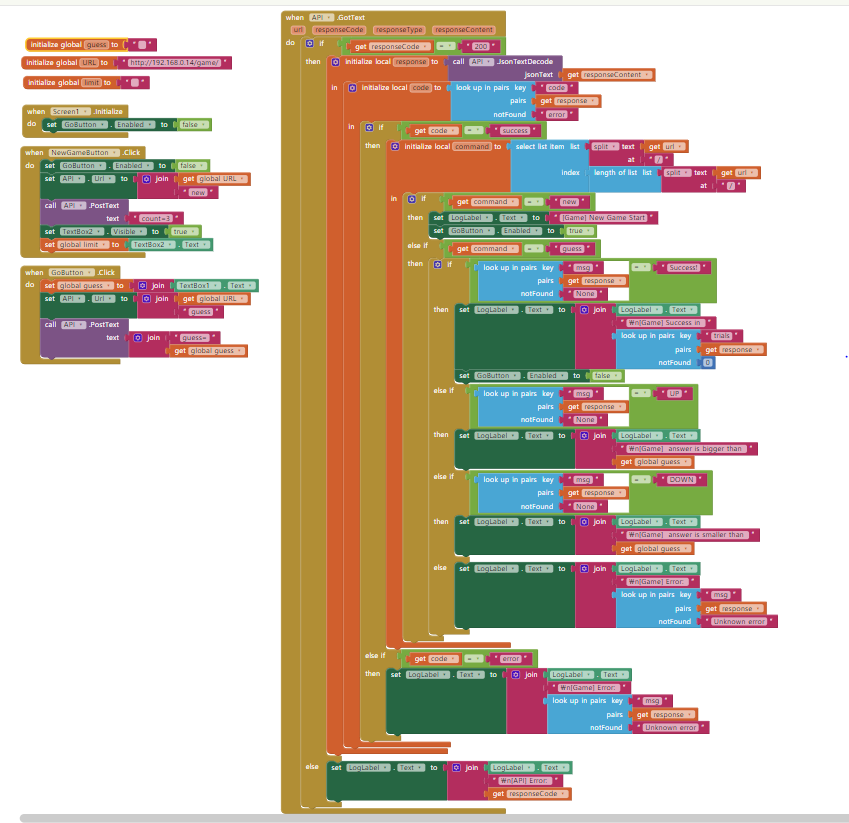 initialize global guess to " "
initialize global URL to " http://192.168.0.14/game/ "
initialize global limit to " "
when Screen1 .Initialize
do set GoButton . Enabled to false
when NewGameButton .Click
do set GoButton . Enabled to false
set API . Url to join get global URL
" new "
call API .PostText
text " count=3 "
set TextBox2 . Visible to true
set global limit to TextBox2 . Text
when GoButton .Click
do set global guess to join TextBox1 . Text
set API . Url to join get global URL
" guess "
call API .PostText
text join " guess= "
get global guess
when API .GotText
url responseCode responseType responseContent
do if get responseCode = " 200 "
then initialize local response to call API .JsonTextDecode
jsonText get responseContent
in initialize local code to look up in pairs key " code "
pairs get response
notFound " error "
in if get code = " success "
then initialize local command to select list item list split text get url
at " / "
index length of list list split text get url
at " / "
in if get command = " new "
then set LogLabel . Text to " [Game] New Game Start "
set GoButton . Enabled to true
else if get command = " guess "
then if look up in pairs key " msg " = " Success! "
pairs get response
notFound " None "
then set LogLabel . Text to join LogLabel . Text
" ₩n[Game] Success in "
look up in pairs key " trials "
pairs get response
notFound 0
set GoButton . Enabled to false
else if look up in pairs key " msg " = " UP "
pairs get response
notFound " None "
then set LogLabel . Text to join LogLabel . Text
" ₩n[Game] answer is bigger than "
get global guess
else if look up in pairs key " msg " = " DOWN "
pairs get response
notFound " None "
then set LogLabel . Text to join LogLabel . Text
" ₩n[Game] answer is smaller than "
get global guess
else set LogLabel . Text to join LogLabel . Text
" ₩n[Game] Error: "
look up in pairs key " msg "
pairs get response
notFound " Unknown error "
else if get code = " error "
then set LogLabel . Text to join LogLabel . Text
" ₩n[Game] Error: "
look up in pairs key " msg "
pairs get response
notFound " Unknown error "
else set LogLabel . Text to join LogLabel . Text
" ₩n[API] Error: "
get responseCode